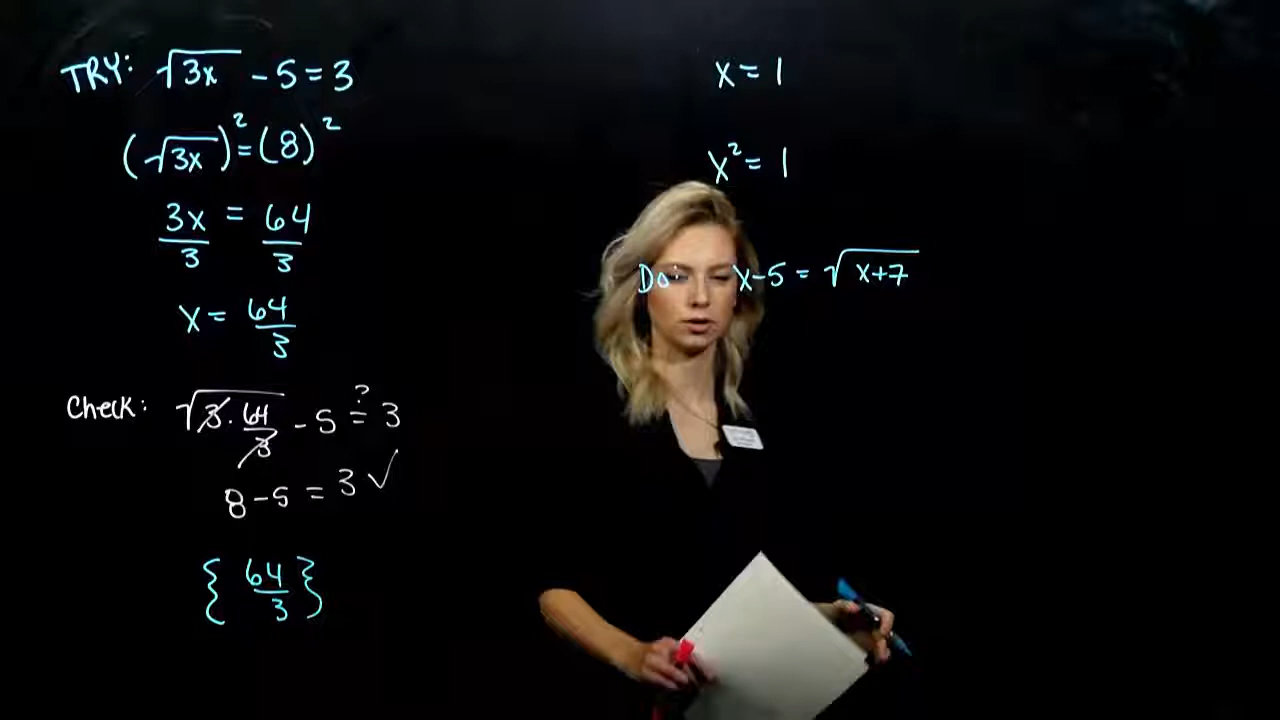 TRY: √3x - 5 = 3
(√3x)² = (8)²
3x/3 = 64/3
x = 64/3
Check: √3·64/3 - 5 ≟ 3
8 - 5 = 3 ✓
{64/3}
x = 1
x² = 1
Do: x-5 = √x+7